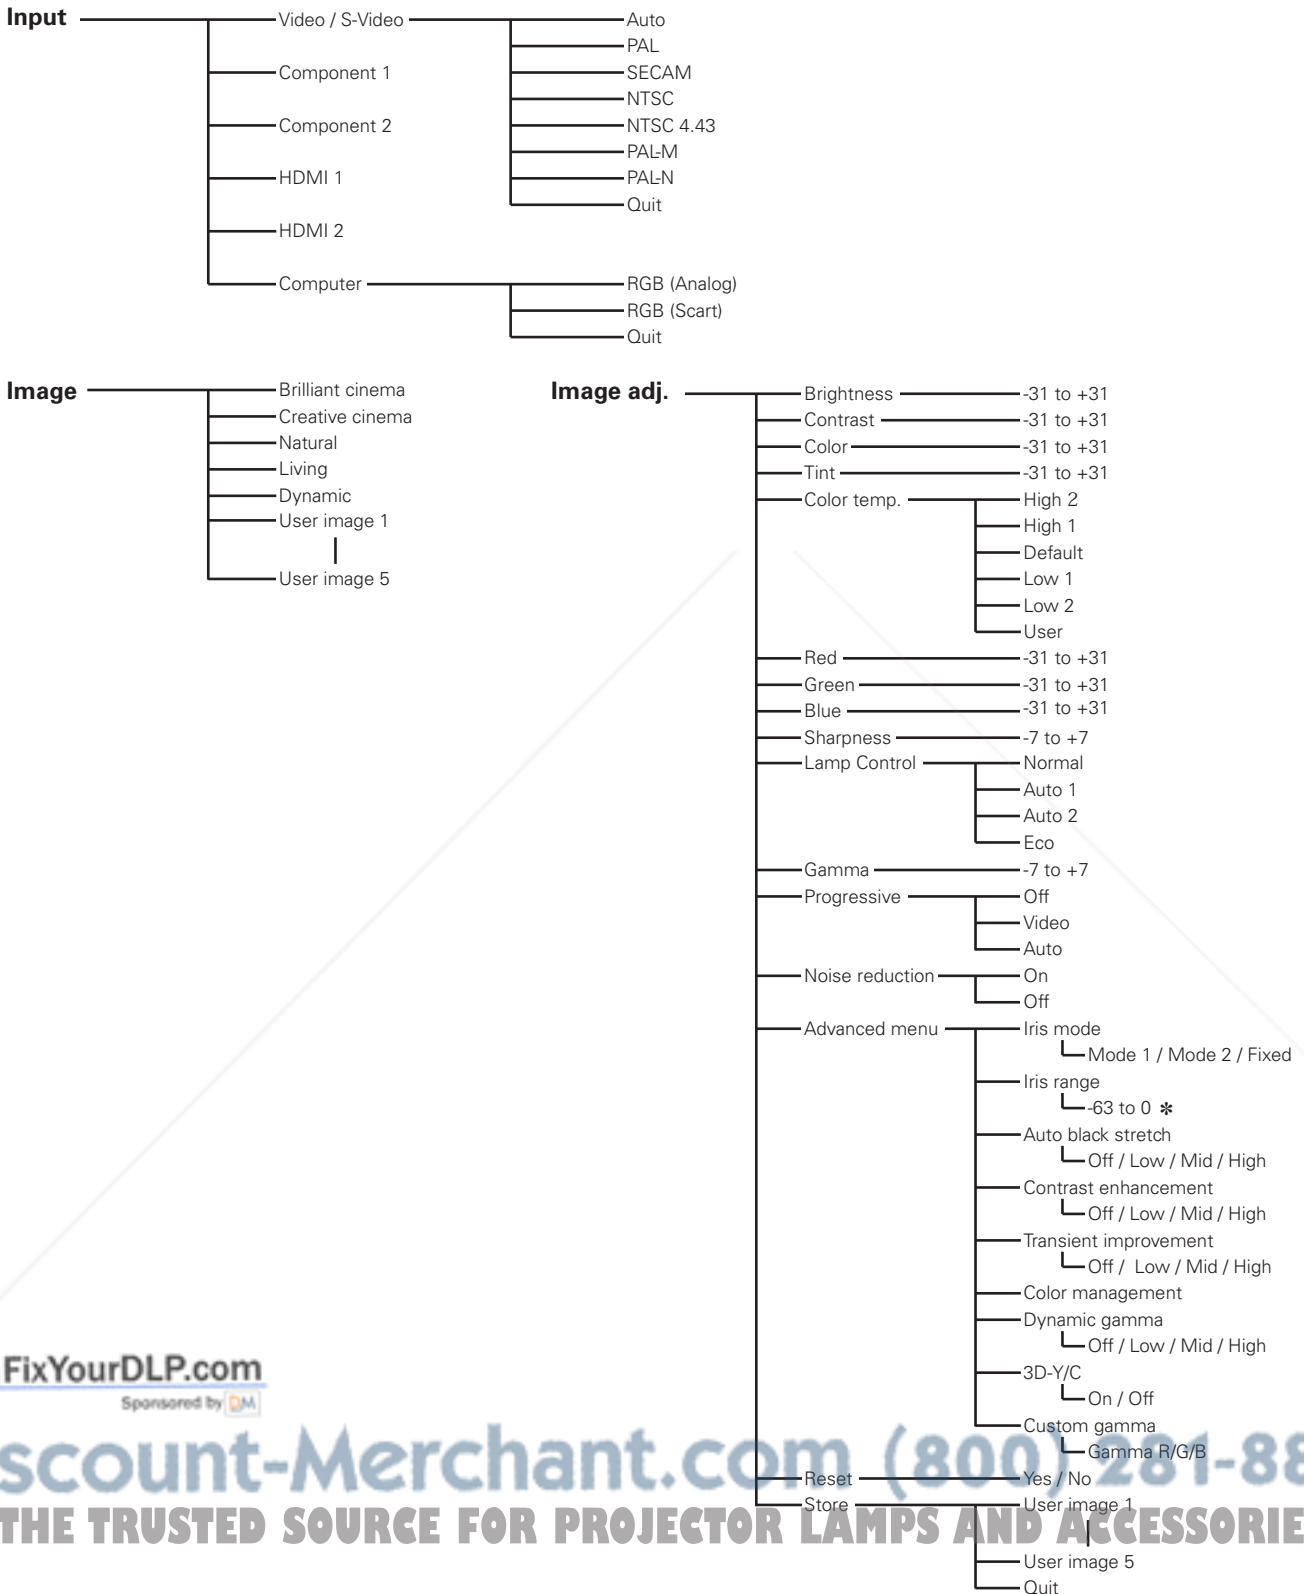 Input
Video / S-Video
Auto
PAL
SECAM
NTSC
NTSC 4.43
PAL-M
PAL-N
Quit
Component 1
Component 2
HDMI 1
HDMI 2
Computer
RGB (Analog)
RGB (Scart)
Quit
Image
Brilliant cinema
Creative cinema
Natural
Living
Dynamic
User image 1
User image 5
Image adj.
Brightness -31 to +31
Contrast -31 to +31
Color -31 to +31
Tint -31 to +31
Color temp. High 2
High 1
Default
Low 1
Low 2
User
Red -31 to +31
Green -31 to +31
Blue -31 to +31
Sharpness -7 to +7
Lamp Control Normal
Auto 1
Auto 2
Eco
Gamma -7 to +7
Progressive Off
Video
Auto
Noise reduction On
Off
Advanced menu Iris mode
Mode 1 / Mode 2 / Fixed
Iris range
-63 to 0 ✻
Auto black stretch
Off / Low / Mid / High
Contrast enhancement
Off / Low / Mid / High
Transient improvement
Off / Low / Mid / High
Color management
Dynamic gamma
Off / Low / Mid / High
3D-Y/C
On / Off
Custom gamma
Gamma R/G/B
Reset Yes / No
Store User image 1
User image 5
Quit
FixYourDLP.com
Sponsored by DM
scount-Merchant.com (800) 281-88
THE TRUSTED SOURCE FOR PROJECTOR LAMPS AND ACCESSORIE